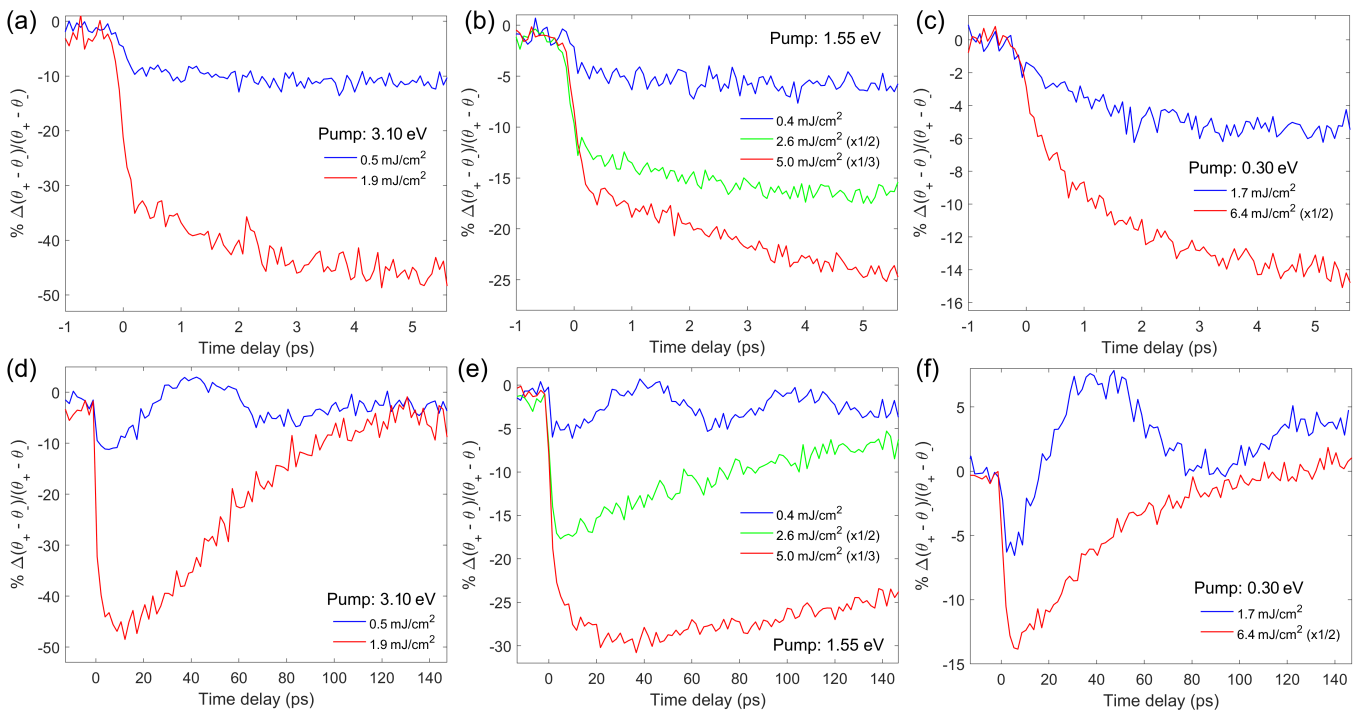 (a)
% Δ(θ+ - θ-)/(θ+ - θ-)
0
-10
-20
-30
-40
-50
Pump: 3.10 eV
0.5 mJ/cm²
1.9 mJ/cm²
-1 0 1 2 3 4 5
Time delay (ps)
(b)
% Δ(θ+ - θ-)/(θ+ - θ-)
0
-5
-10
-15
-20
-25
Pump: 1.55 eV
0.4 mJ/cm²
2.6 mJ/cm² (x1/2)
5.0 mJ/cm² (x1/3)
-1 0 1 2 3 4 5
Time delay (ps)
(c)
% Δ(θ+ - θ-)/(θ+ - θ-)
0
-2
-4
-6
-8
-10
-12
-14
-16
Pump: 0.30 eV
1.7 mJ/cm²
6.4 mJ/cm² (x1/2)
-1 0 1 2 3 4 5
Time delay (ps)
(d)
% Δ(θ+ - θ-)/(θ+ - θ-)
0
-10
-20
-30
-40
-50
Pump: 3.10 eV
0.5 mJ/cm²
1.9 mJ/cm²
0 20 40 60 80 100 120 140
Time delay (ps)
(e)
% Δ(θ+ - θ-)/(θ+ - θ-)
0
-5
-10
-15
-20
-25
-30
0.4 mJ/cm²
2.6 mJ/cm² (x1/2)
5.0 mJ/cm² (x1/3)
Pump: 1.55 eV
0 20 40 60 80 100 120 140
Time delay (ps)
(f)
% Δ(θ+ - θ-)/(θ+ - θ-)
5
0
-5
-10
-15
Pump: 0.30 eV
1.7 mJ/cm²
6.4 mJ/cm² (x1/2)
0 20 40 60 80 100 120 140
Time delay (ps)